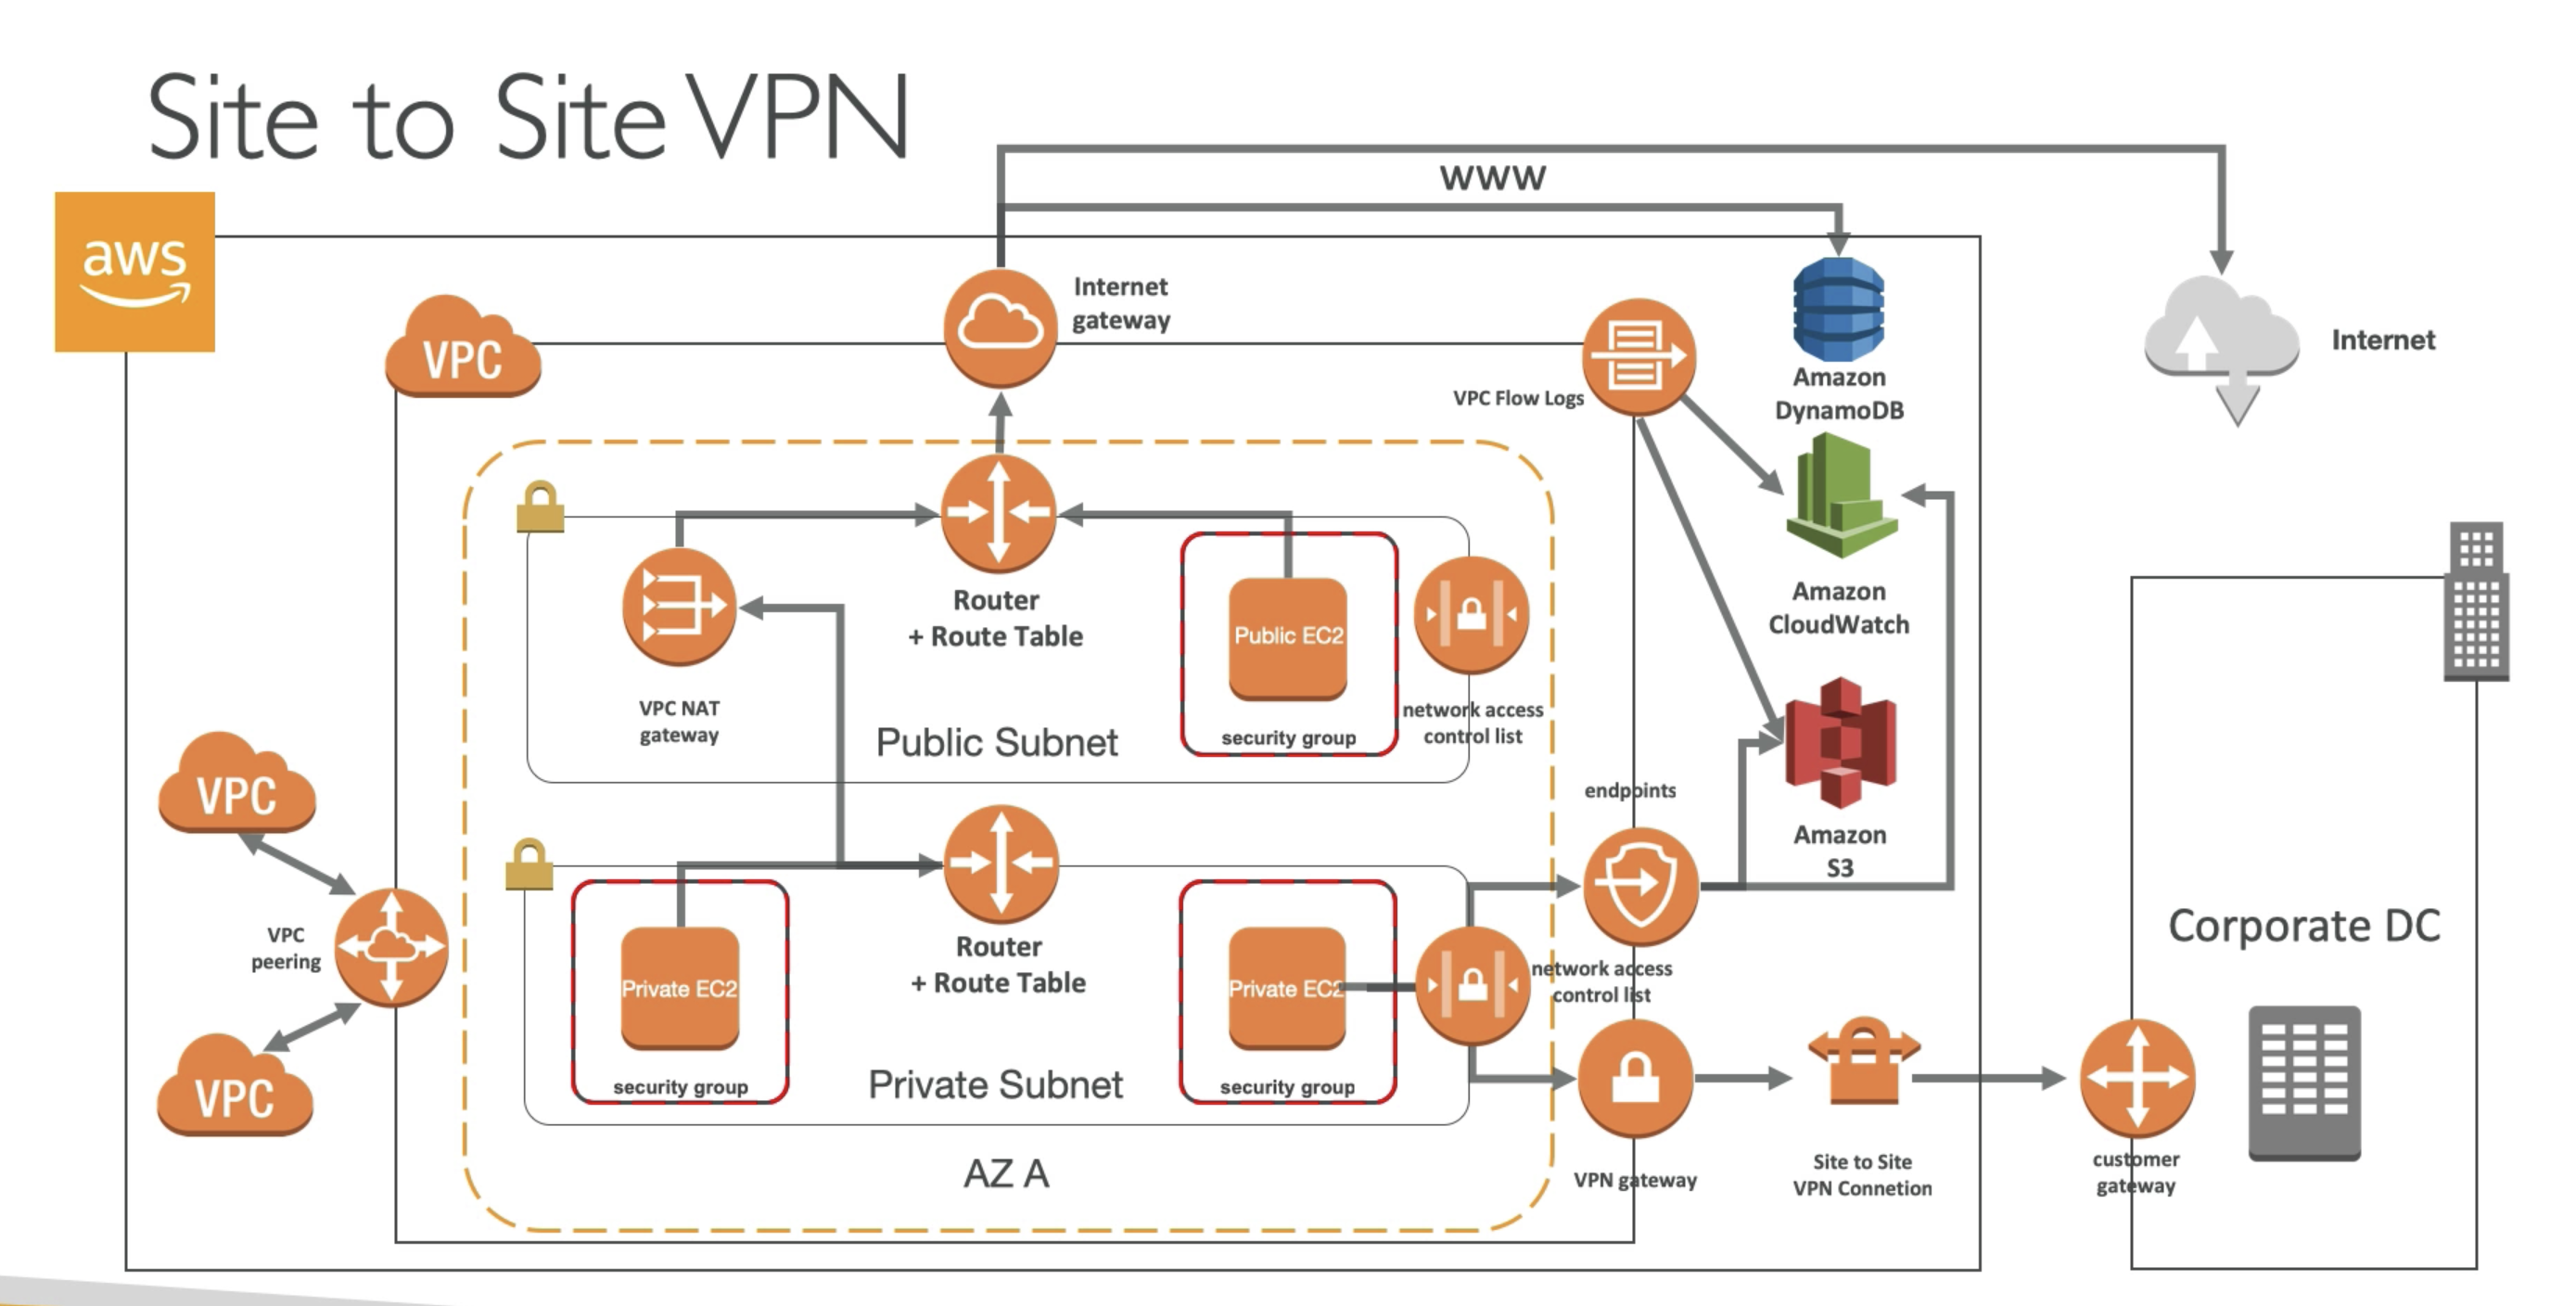 Site to Site VPN
www
aws
Internet
gateway
VPC
VPC Flow Logs
Amazon
DynamoDB
Internet
Amazon
CloudWatch
Router
+ Route Table
Public EC2
security group
network access
control list
VPC NAT
gateway
Public Subnet
endpoints
Amazon
S3
VPC
VPC
peering
VPC
Router
+ Route Table
Private EC2
security group
Private Subnet
Private EC2
security group
network access
control list
AZ A
VPN gateway
Site to Site
VPN Connetion
customer
gateway
Corporate DC